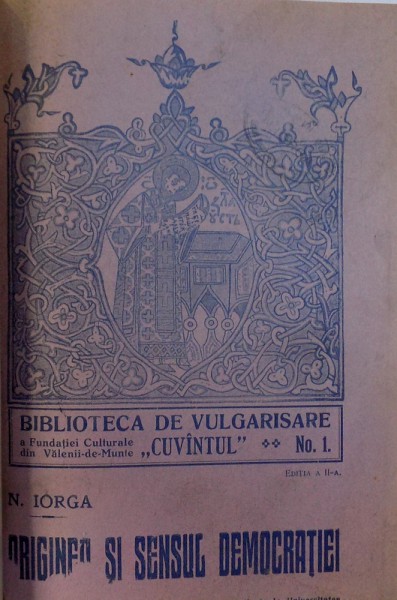 BIBLIOTECA DE VULGARISARE
a Fundației Culturale
din Vălenii-de-Munte „CUVÎNTUL" No. 1.
EDIȚIA A II-A.
N. IORGA
ORIGINEA ȘI SENSUL DEMOCRAȚIEI